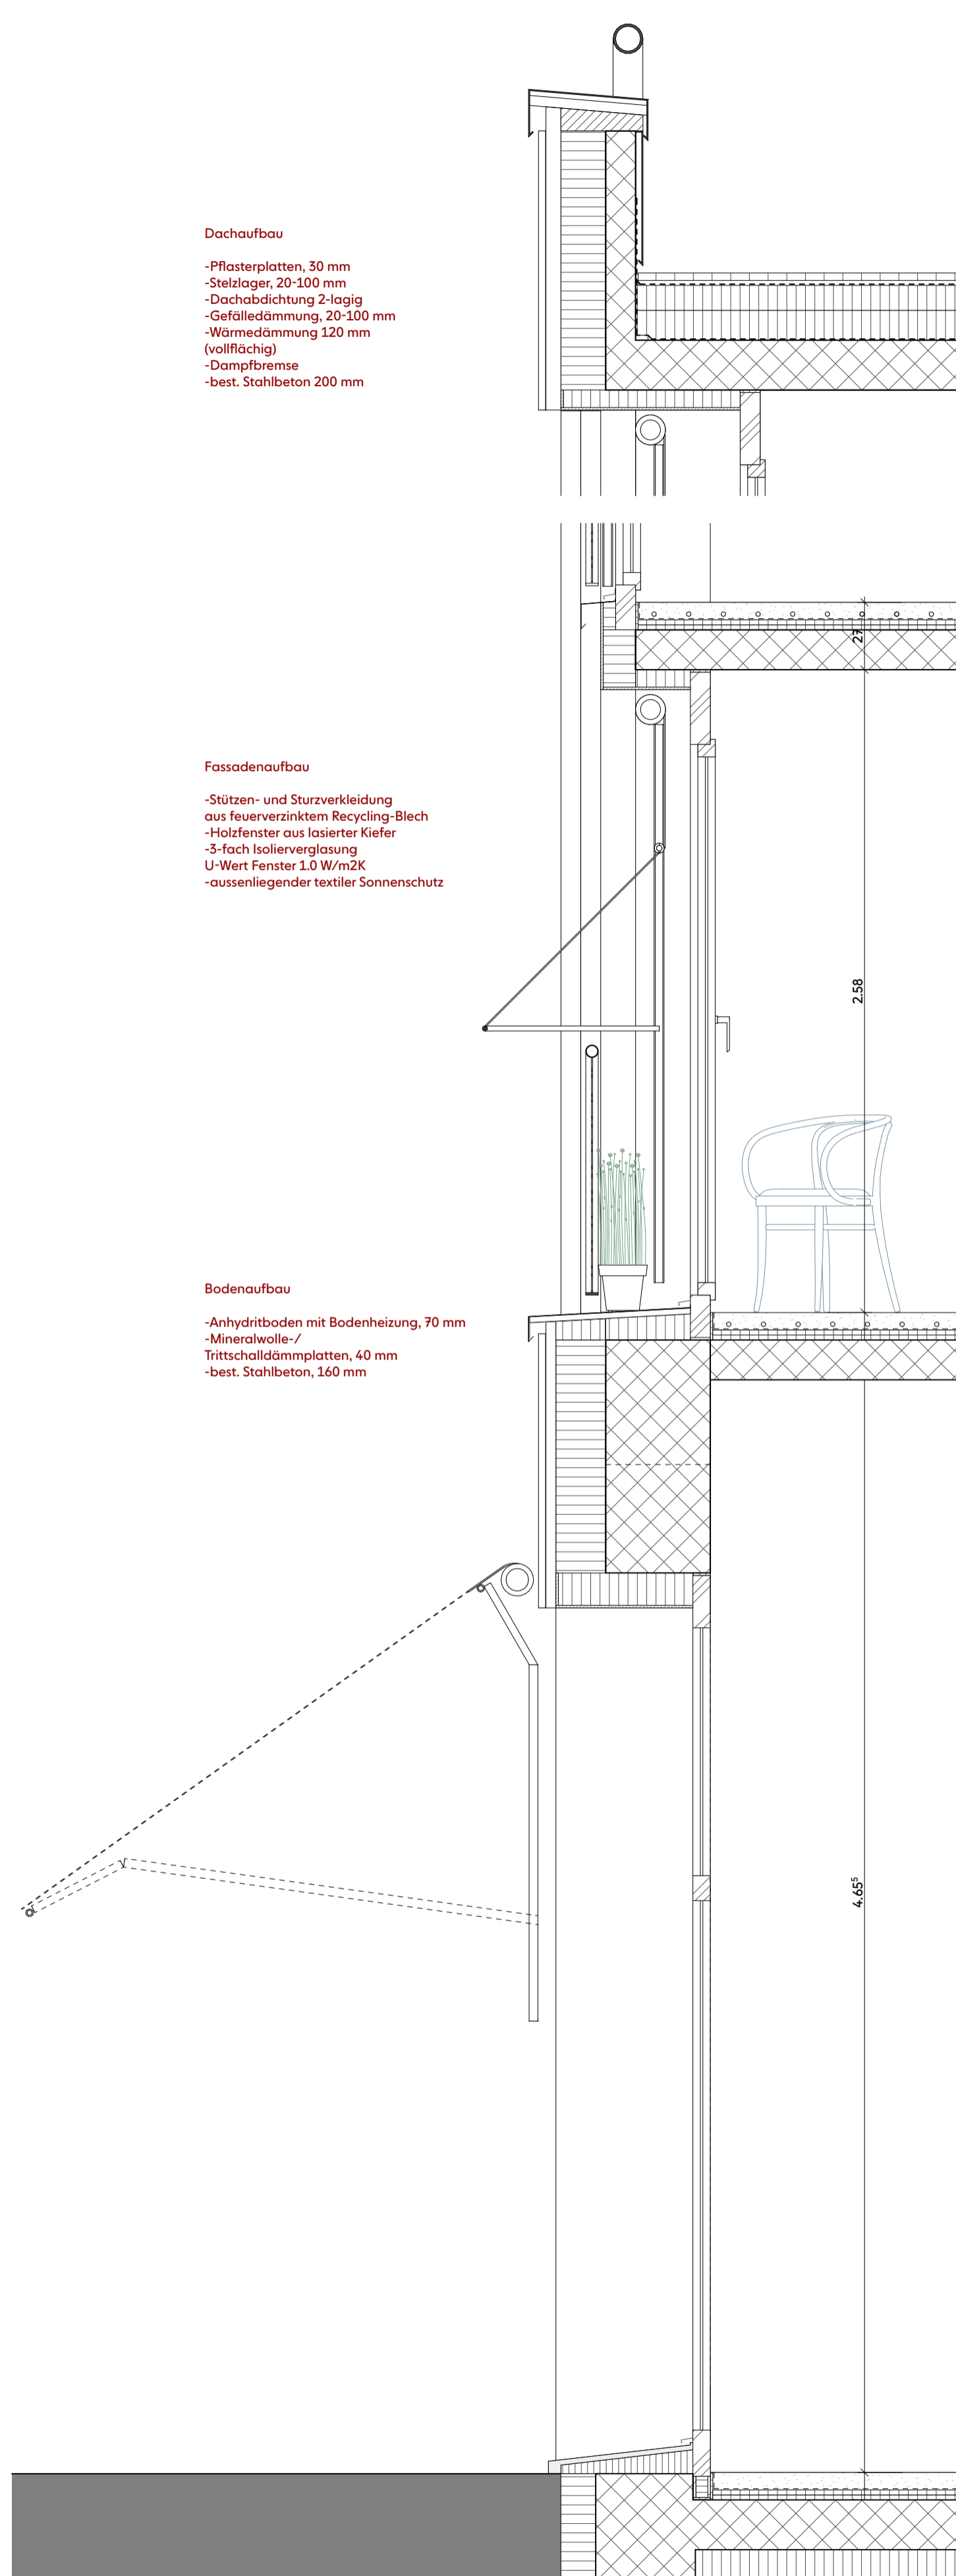 Dachaufbau
-Pflasterplatten, 30 mm
-Stelzlager, 20-100 mm
-Dachabdichtung 2-lagig
-Gefälledämmung, 20-100 mm
-Wärmedämmung 120 mm
(vollflächig)
-Dampfbremse
-best. Stahlbeton 200 mm
27
Fassadenaufbau
-Stützen- und Sturzverkleidung
aus feuerverzinktem Recycling-Blech
-Holzfenster aus lasierter Kiefer
-3-fach Isolierverglasung
U-Wert Fenster 1.0 W/m2K
-aussenliegender textiler Sonnenschutz
2.58
Bodenaufbau
-Anhydritboden mit Bodenheizung, 70 mm
-Mineralwolle-/
Trittschalldämmplatten, 40 mm
-best. Stahlbeton, 160 mm
4.65⁵